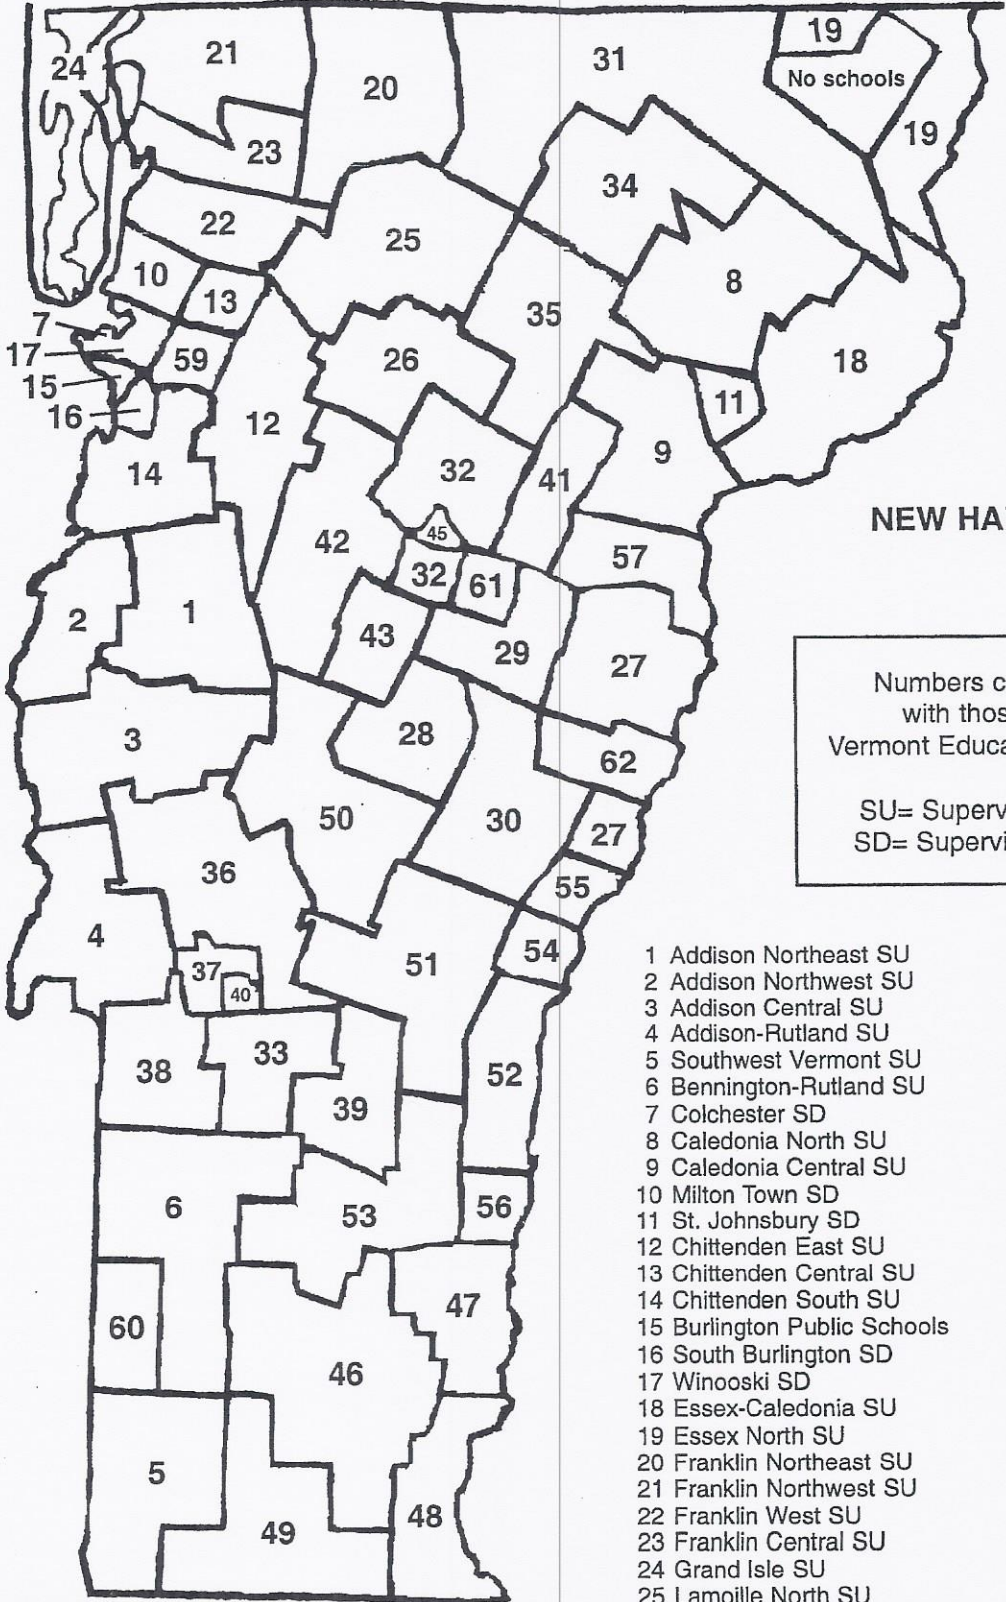 19
21
31
24
No schools
20
19
23
34
22
25
8
10
13
35
7
17
59
26
18
15
16
11
12
9
14
32
41
NEW HA
45
42
57
32
61
2
1
43
29
27
Numbers c
with thos
Vermont Educa
SU= Superv
SD= Supervi
3
28
62
50
30
27
36
55
4
37
51
54
40
38
33
39
52
6
53
56
60
47
46
5
49
48
1 Addison Northeast SU
2 Addison Northwest SU
3 Addison Central SU
4 Addison-Rutland SU
5 Southwest Vermont SU
6 Bennington-Rutland SU
7 Colchester SD
8 Caledonia North SU
9 Caledonia Central SU
10 Milton Town SD
11 St. Johnsbury SD
12 Chittenden East SU
13 Chittenden Central SU
14 Chittenden South SU
15 Burlington Public Schools
16 South Burlington SD
17 Winooski SD
18 Essex-Caledonia SU
19 Essex North SU
20 Franklin Northeast SU
21 Franklin Northwest SU
22 Franklin West SU
23 Franklin Central SU
24 Grand Isle SU
25 Lamoille North SU